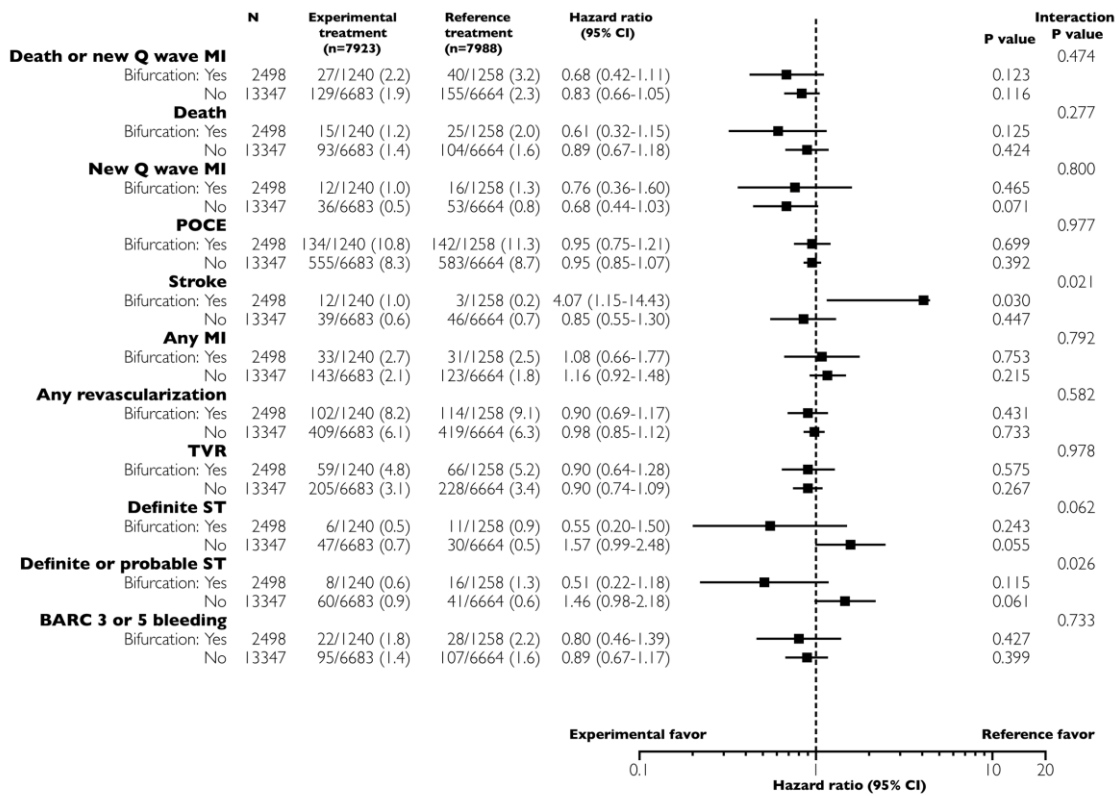 N Experimental treatment (n=7923) Reference treatment (n=7988) Hazard ratio (95% CI) P value Interaction P value
Death or new Q wave MI 0.474
Bifurcation: Yes 2498 27/1240 (2.2) 40/1258 (3.2) 0.68 (0.42-1.11) 0.123
No 13347 129/6683 (1.9) 155/6664 (2.3) 0.83 (0.66-1.05) 0.116
Death 0.277
Bifurcation: Yes 2498 15/1240 (1.2) 25/1258 (2.0) 0.61 (0.32-1.15) 0.125
No 13347 93/6683 (1.4) 104/6664 (1.6) 0.89 (0.67-1.18) 0.424
New Q wave MI 0.800
Bifurcation: Yes 2498 12/1240 (1.0) 16/1258 (1.3) 0.76 (0.36-1.60) 0.465
No 13347 36/6683 (0.5) 53/6664 (0.8) 0.68 (0.44-1.03) 0.071
POCE 0.977
Bifurcation: Yes 2498 134/1240 (10.8) 142/1258 (11.3) 0.95 (0.75-1.21) 0.699
No 13347 555/6683 (8.3) 583/6664 (8.7) 0.95 (0.85-1.07) 0.392
Stroke 0.021
Bifurcation: Yes 2498 12/1240 (1.0) 3/1258 (0.2) 4.07 (1.15-14.43) 0.030
No 13347 39/6683 (0.6) 46/6664 (0.7) 0.85 (0.55-1.30) 0.447
Any MI 0.792
Bifurcation: Yes 2498 33/1240 (2.7) 31/1258 (2.5) 1.08 (0.66-1.77) 0.753
No 13347 143/6683 (2.1) 123/6664 (1.8) 1.16 (0.92-1.48) 0.215
Any revascularization 0.582
Bifurcation: Yes 2498 102/1240 (8.2) 114/1258 (9.1) 0.90 (0.69-1.17) 0.431
No 13347 409/6683 (6.1) 419/6664 (6.3) 0.98 (0.85-1.12) 0.733
TVR 0.978
Bifurcation: Yes 2498 59/1240 (4.8) 66/1258 (5.2) 0.90 (0.64-1.28) 0.575
No 13347 205/6683 (3.1) 228/6664 (3.4) 0.90 (0.74-1.09) 0.267
Definite ST 0.062
Bifurcation: Yes 2498 6/1240 (0.5) 11/1258 (0.9) 0.55 (0.20-1.50) 0.243
No 13347 47/6683 (0.7) 30/6664 (0.5) 1.57 (0.99-2.48) 0.055
Definite or probable ST 0.026
Bifurcation: Yes 2498 8/1240 (0.6) 16/1258 (1.3) 0.51 (0.22-1.18) 0.115
No 13347 60/6683 (0.9) 41/6664 (0.6) 1.46 (0.98-2.18) 0.061
BARC 3 or 5 bleeding 0.733
Bifurcation: Yes 2498 22/1240 (1.8) 28/1258 (2.2) 0.80 (0.46-1.39) 0.427
No 13347 95/6683 (1.4) 107/6664 (1.6) 0.89 (0.67-1.17) 0.399
Experimental favor Reference favor
0.1 1 10 20
Hazard ratio (95% CI)